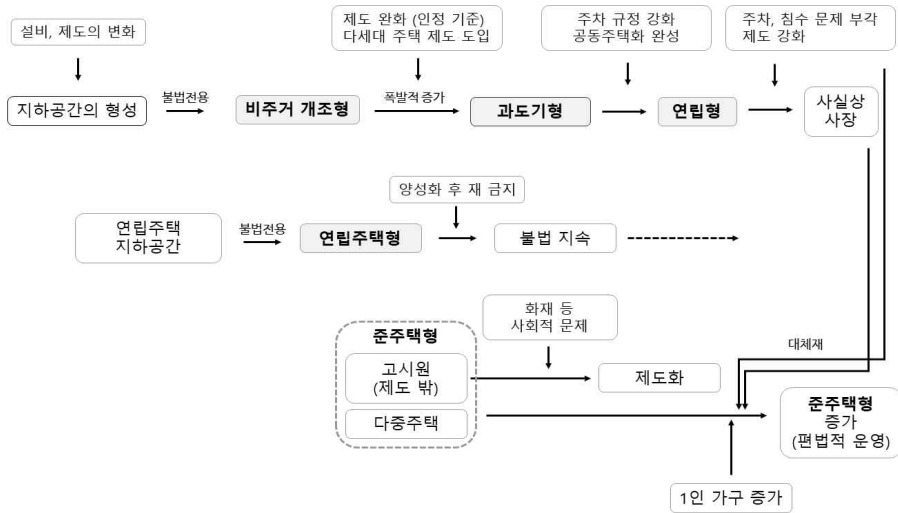 설비, 제도의 변화
제도 완화 (인정 기준)
다세대 주택 제도 도입
주차 규정 강화
공동주택화 완성
주차, 침수 문제 부각
제도 강화
지하공간의 형성
불법전용
비주거 개조형
폭발적 증가
과도기형
연립형
사실상
사장
양성화 후 재 금지
연립주택
지하공간
불법전용
연립주택형
불법 지속
화재 등
사회적 문제
준주택형
고시원
(제도 밖)
다중주택
제도화
대체재
준주택형
증가
(편법적 운영)
1인 가구 증가